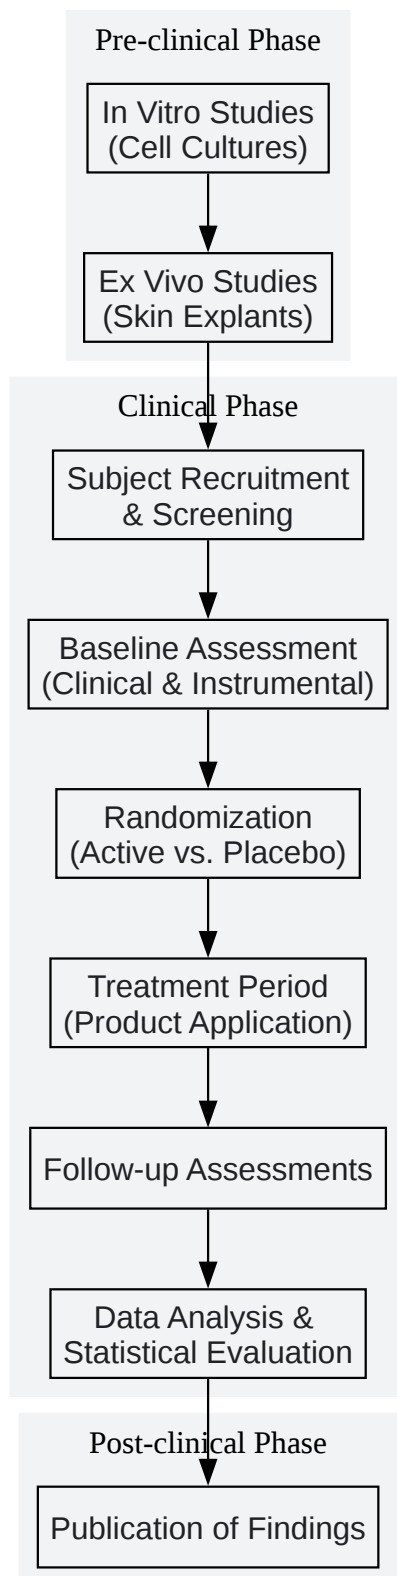 Pre-clinical Phase
In Vitro Studies
(Cell Cultures)
Ex Vivo Studies
(Skin Explants)
Clinical Phase
Subject Recruitment
& Screening
Baseline Assessment
(Clinical & Instrumental)
Randomization
(Active vs. Placebo)
Treatment Period
(Product Application)
Follow-up Assessments
Data Analysis &
Statistical Evaluation
Post-clinical Phase
Publication of Findings